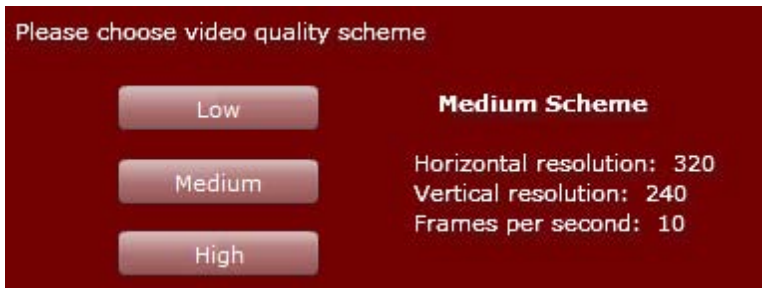 Please choose video quality scheme
Low
Medium
High
Medium Scheme
Horizontal resolution: 320
Vertical resolution: 240
Frames per second: 10